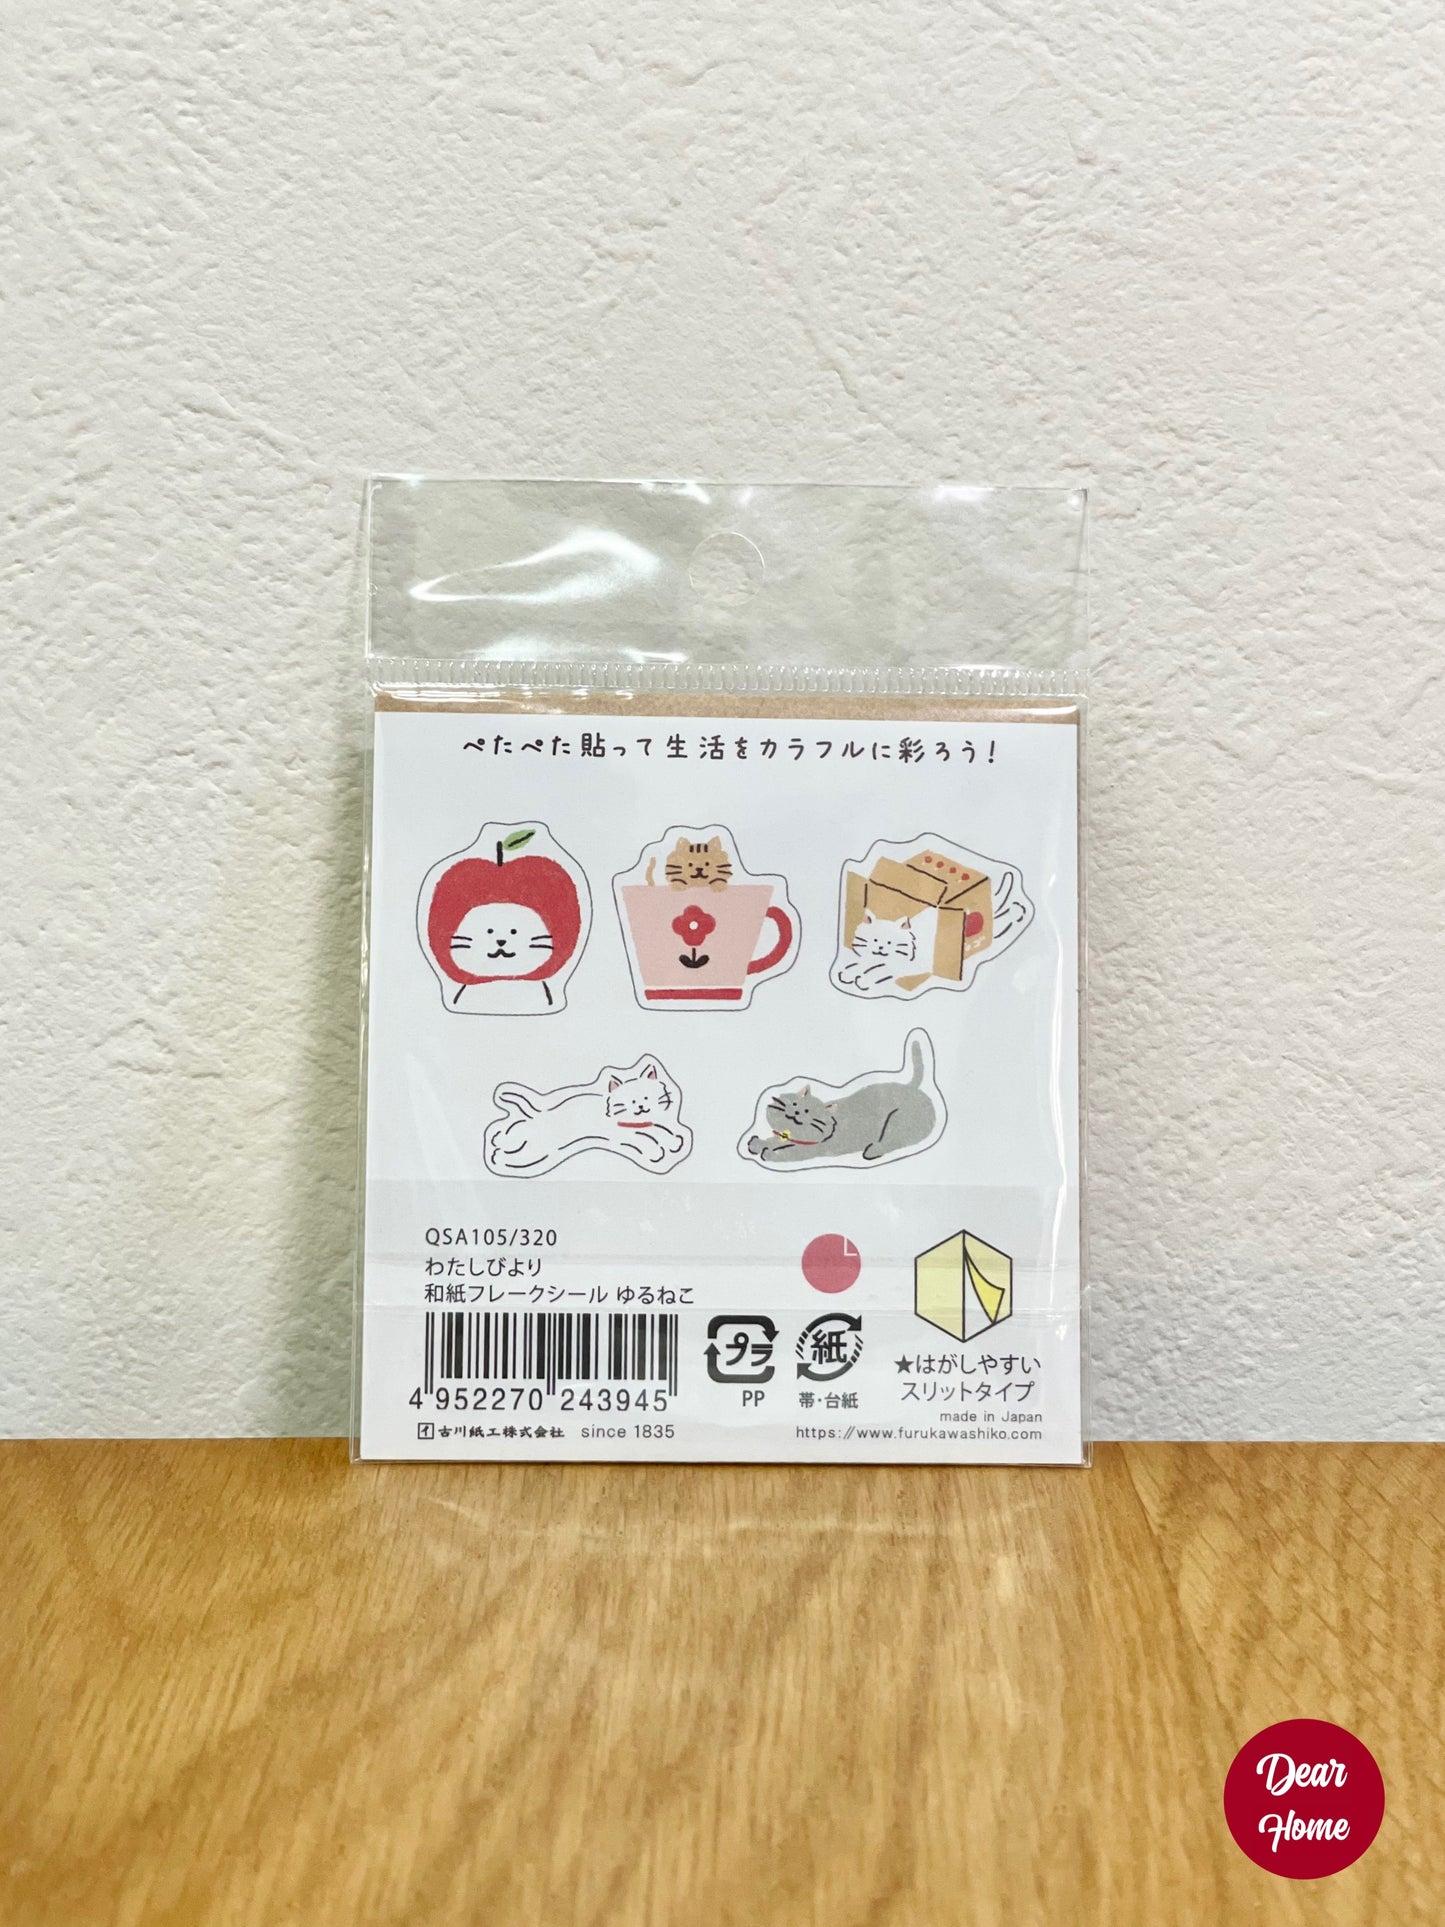 ぺたぺた貼って生活をカラフルに彩ろう!
QSA105/320
わたしびより
和紙フレークシール ゆるねこ
4 952270 243945
プラ
PP
紙
帯・台紙
★はがしやすい
スリットタイプ
made in Japan
イ 古川紙工株式会社 since 1835
https://www.furukawashiko.com
Dear
Home